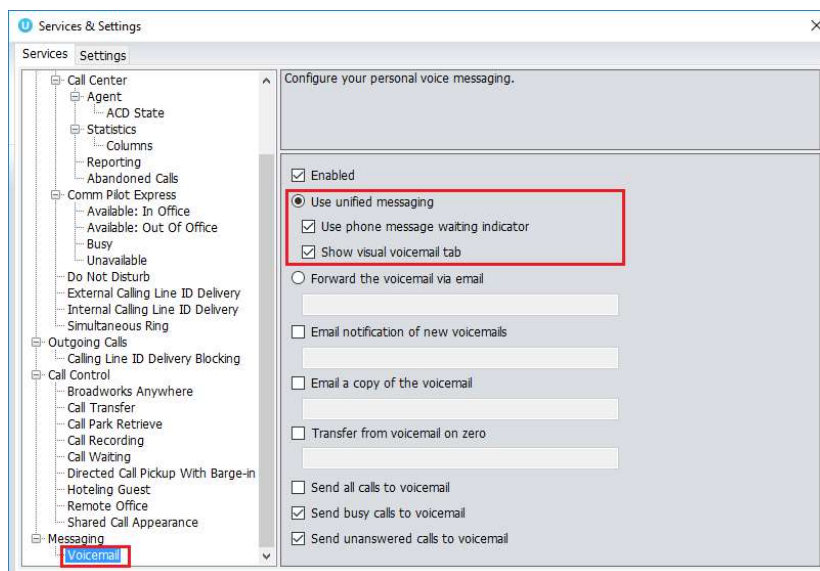 Services & Settings
Services Settings
Call Center
Agent
ACD State
Statistics
Columns
Reporting
Abandoned Calls
Comm Pilot Express
Available: In Office
Available: Out Of Office
Busy
Unavailable
Do Not Disturb
External Calling Line ID Delivery
Internal Calling Line ID Delivery
Simultaneous Ring
Outgoing Calls
Calling Line ID Delivery Blocking
Call Control
Broadworks Anywhere
Call Transfer
Call Park Retrieve
Call Recording
Call Waiting
Directed Call Pickup With Barge-in
Hoteling Guest
Remote Office
Shared Call Appearance
Messaging
Voicemail
Configure your personal voice messaging.
Enabled
Use unified messaging
Use phone message waiting indicator
Show visual voicemail tab
Forward the voicemail via email
Email notification of new voicemails
Email a copy of the voicemail
Transfer from voicemail on zero
Send all calls to voicemail
Send busy calls to voicemail
Send unanswered calls to voicemail